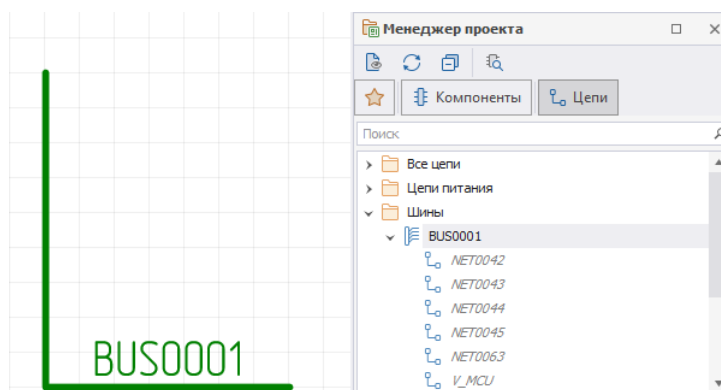 Менеджер проекта
Компоненты
Цепи
Поиск
Все цепи
Цепи питания
Шины
BUS0001
NET0042
NET0043
NET0044
NET0045
NET0063
V_MCU
BUS0001